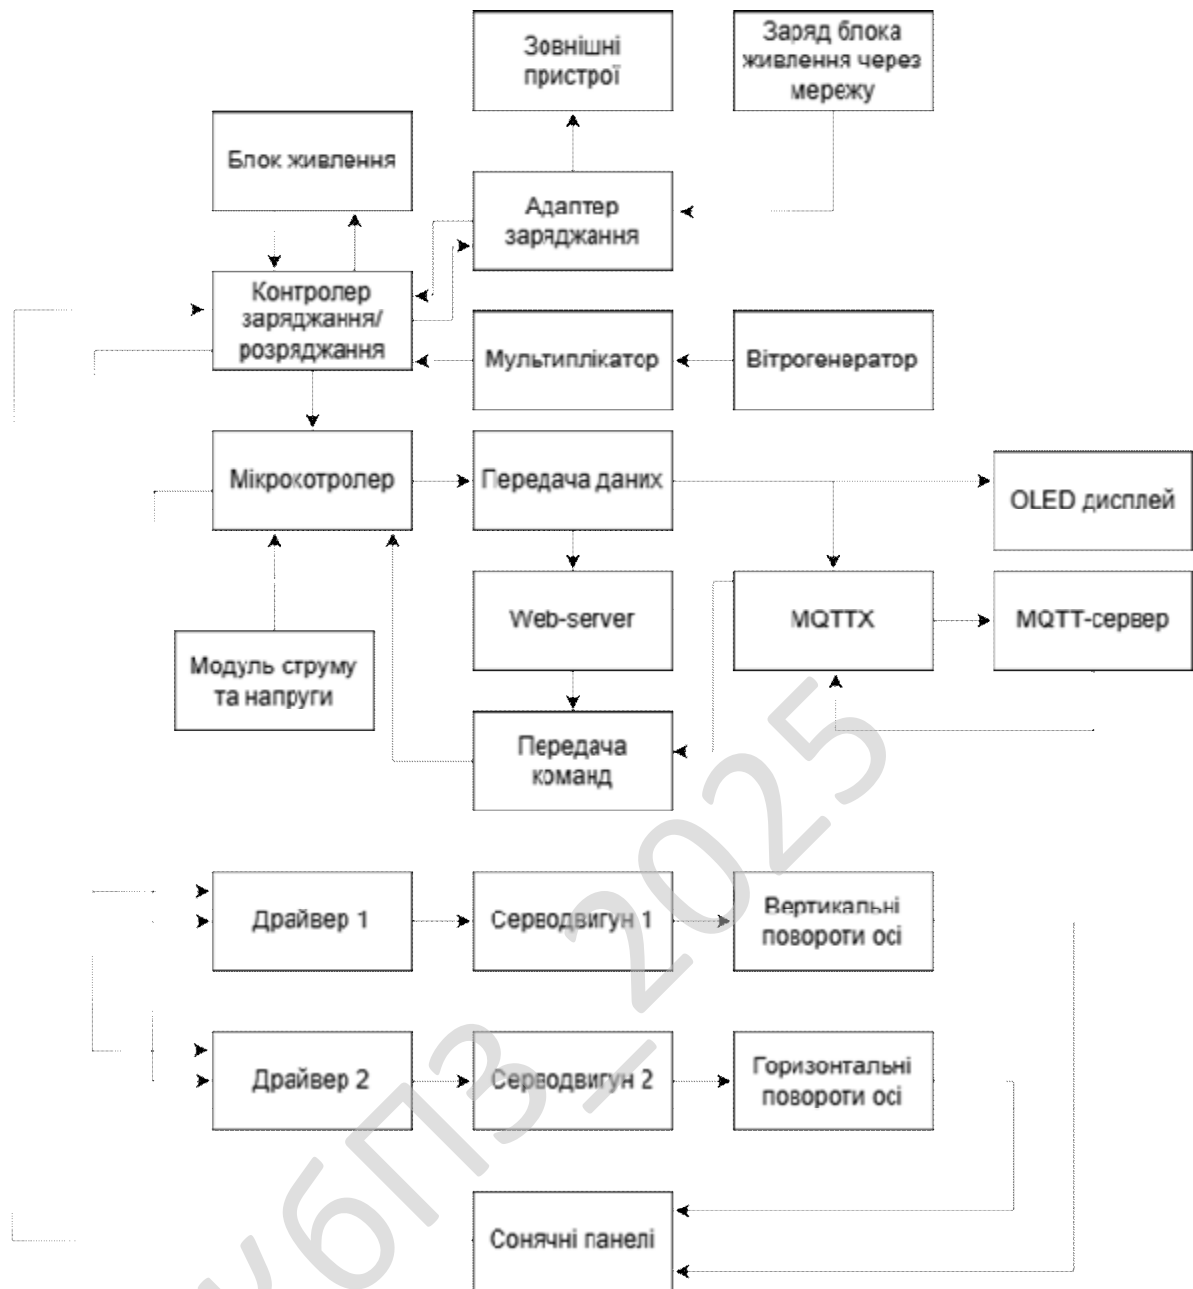 Зовнішні
пристрої
Заряд блока
живлення через
мережу
Блок живлення
Адаптер
заряджання
Контролер
заряджання/
розряджання
Мультиплікатор
Вітрогенератор
Мікрокотролер
Передача даних
OLED дисплей
Web-server
MQTTX
MQTT-сервер
Модуль струму
та напруги
Передача
команд
Драйвер 1
Серводвигун 1
Вертикальні
повороти осі
Драйвер 2
Серводвигун 2
Горизонтальні
повороти осі
Сонячні панелі
КбПЗ_2025